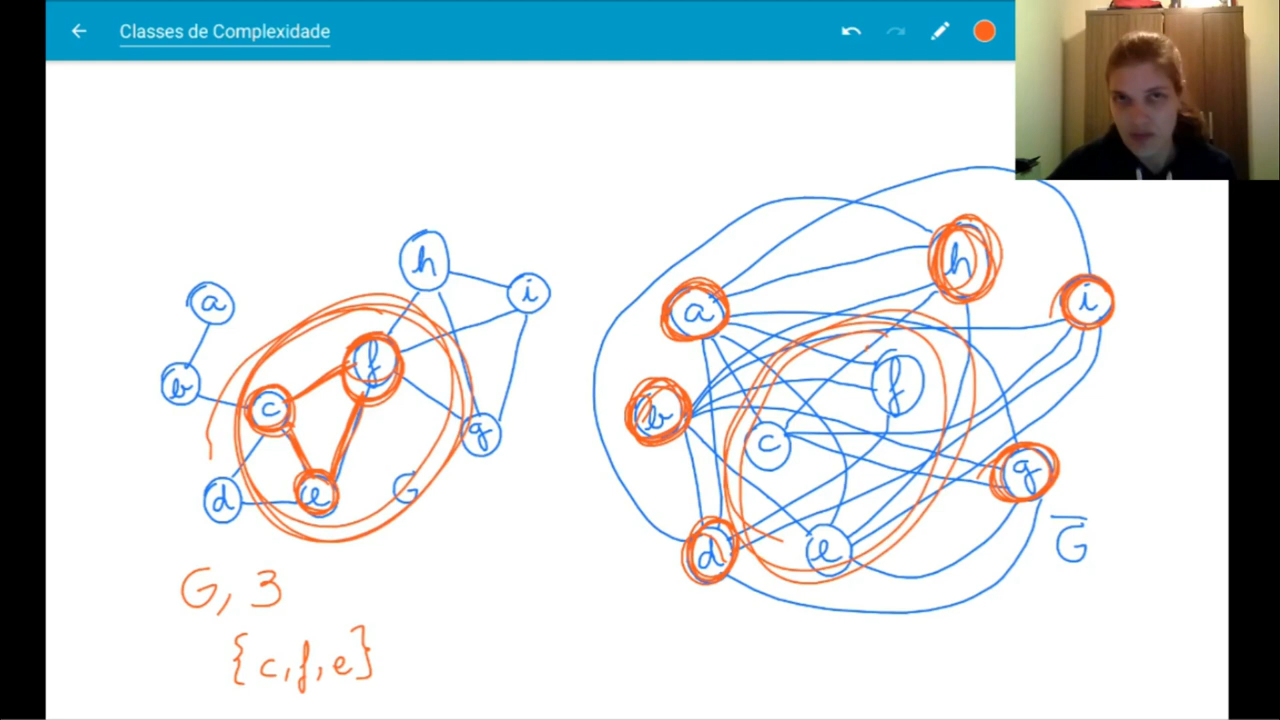 Classes de Complexidade
h
i
a
f
b
c
g
d
e
G
G, 3
{c, f, e}
h
i
a
f
b
c
g
d
e
G̅